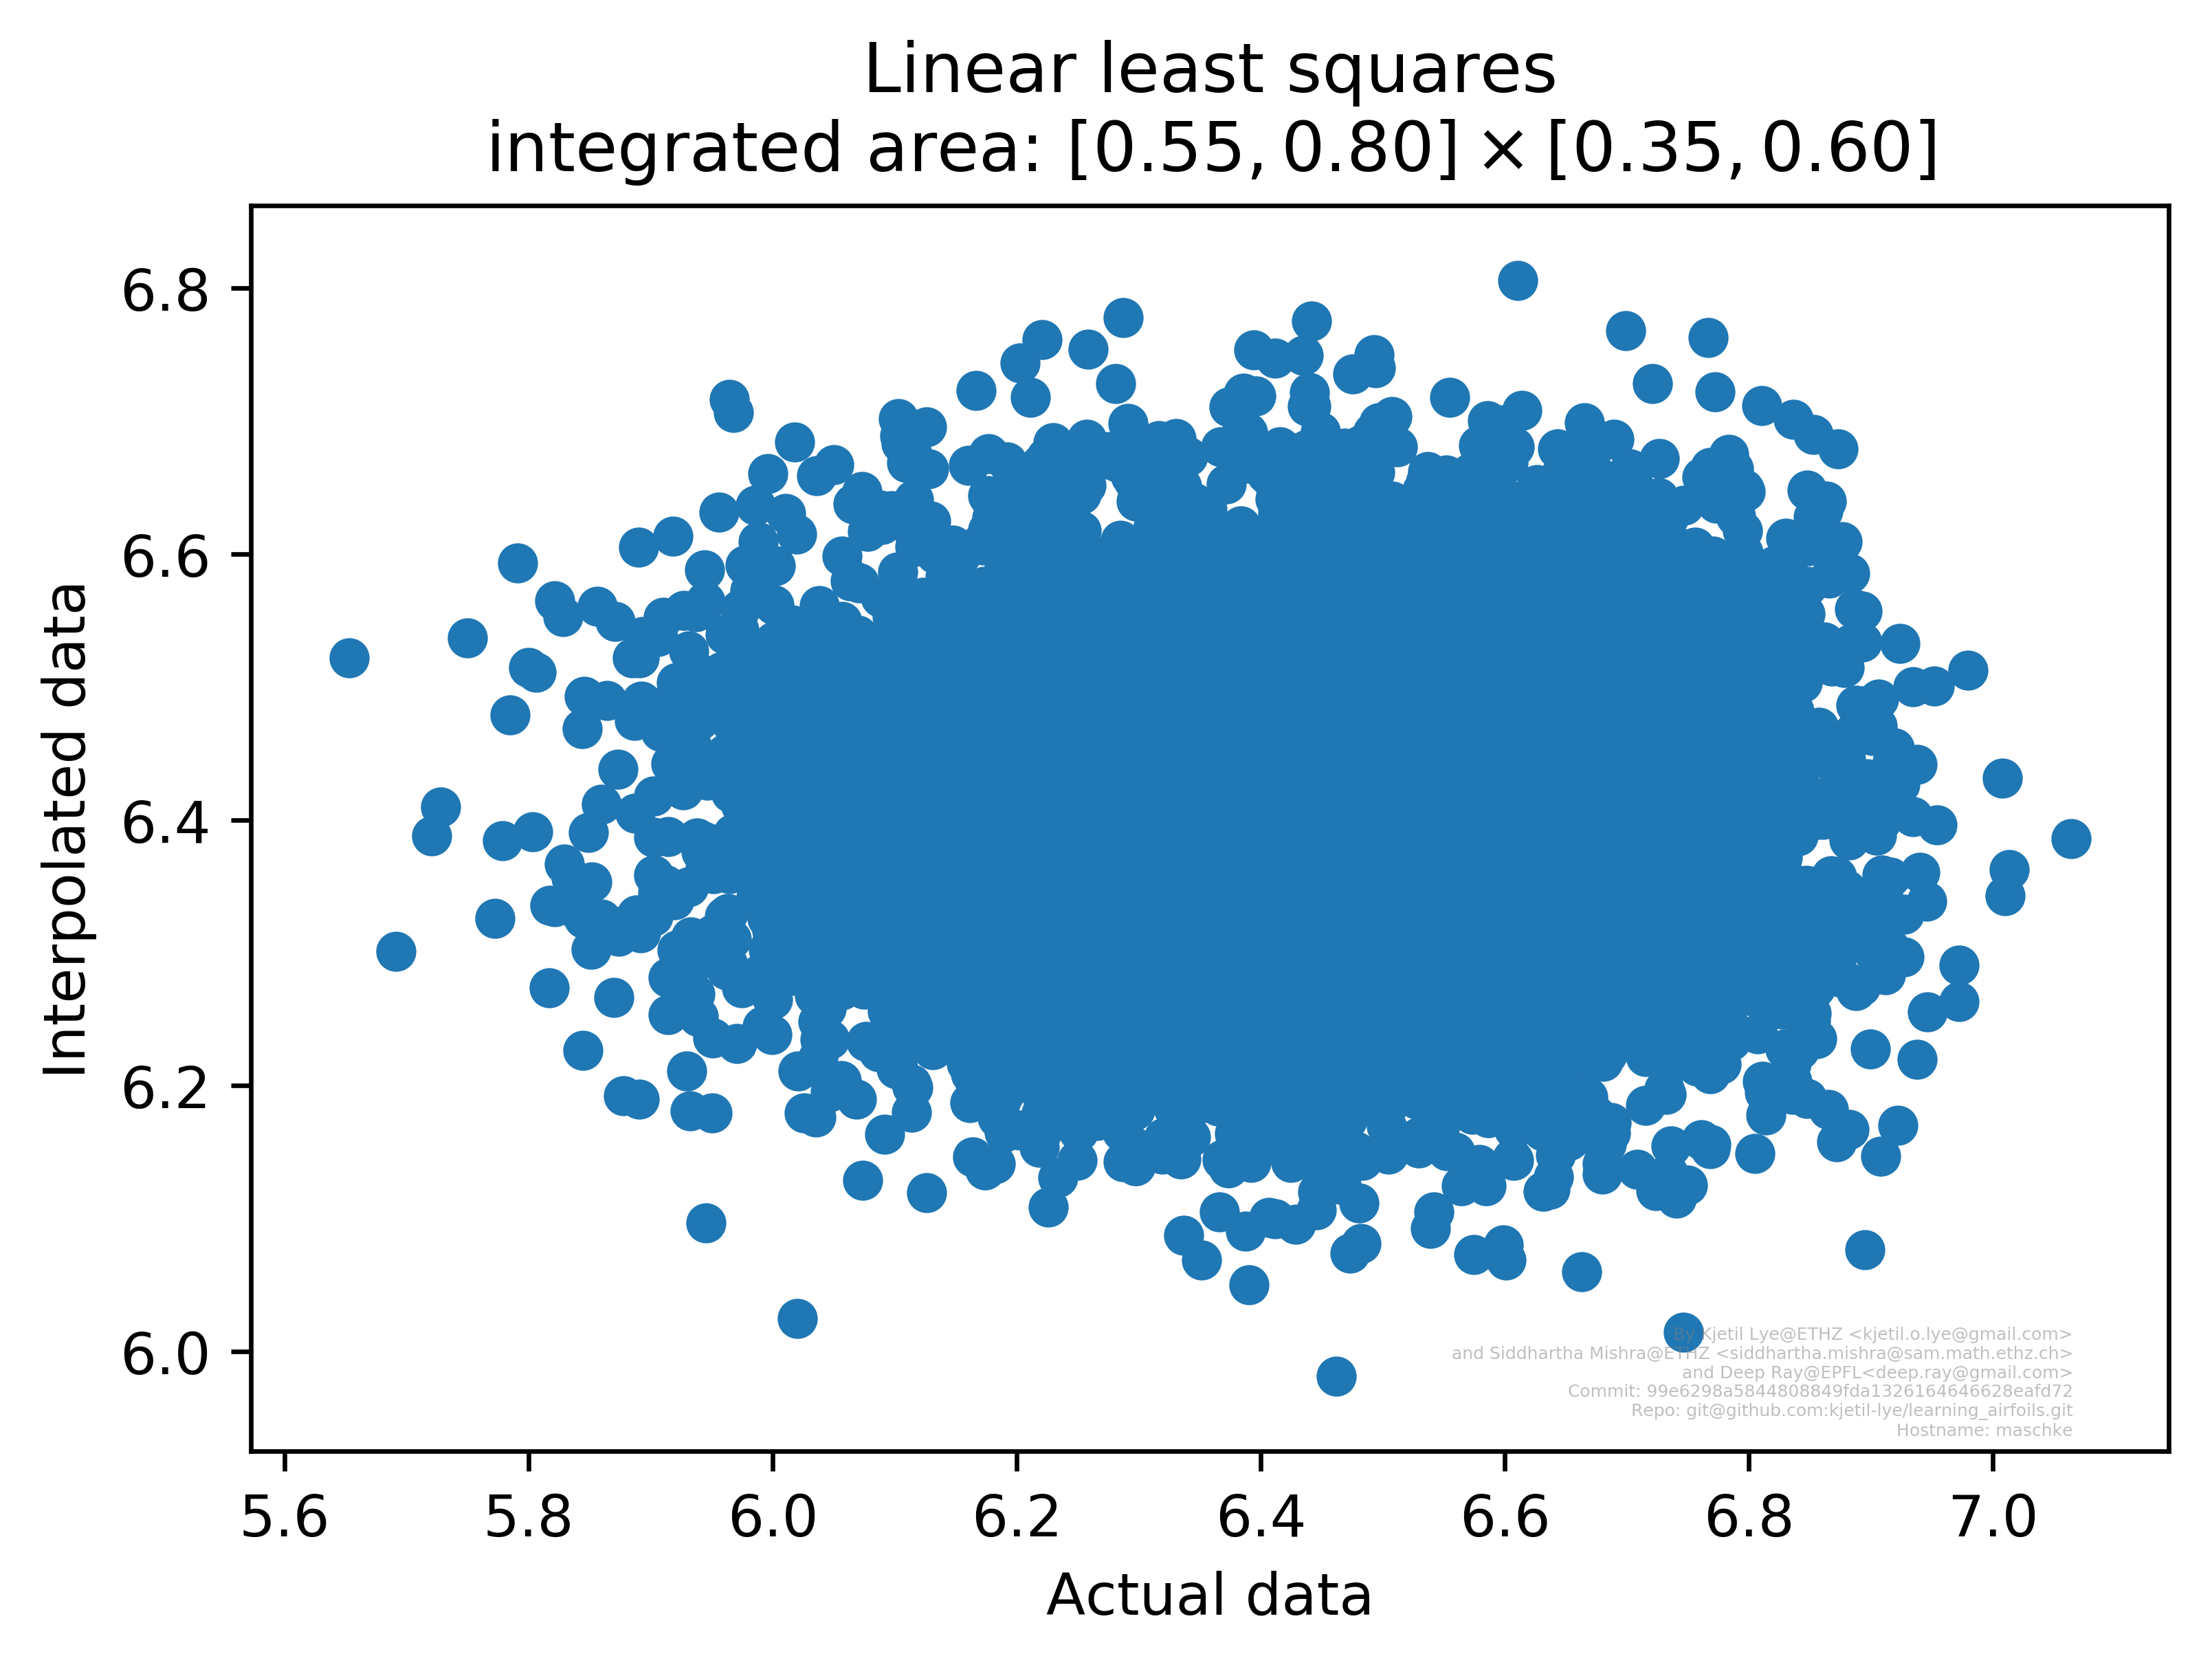 Linear least squares
integrated area: [0.55, 0.80] × [0.35, 0.60]
Interpolated data
6.8
6.6
6.4
6.2
6.0
5.6 5.8 6.0 6.2 6.4 6.6 6.8 7.0
Actual data
By Kjetil Lye@ETHZ <kjetil.o.lye@gmail.com>
and Siddhartha Mishra@ETHZ <siddhartha.mishra@sam.math.ethz.ch>
and Deep Ray@EPFL<deep.ray@gmail.com>
Commit: 99e6298a5844808849fda1326164646628eafd72
Repo: git@github.com:kjetil-lye/learning_airfoils.git
Hostname: maschke